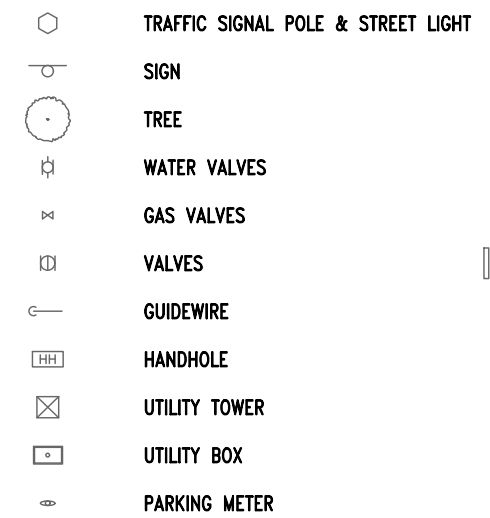 TRAFFIC SIGNAL POLE & STREET LIGHT
SIGN
TREE
WATER VALVES
GAS VALVES
VALVES
GUIDEWIRE
HH HANDHOLE
UTILITY TOWER
UTILITY BOX
PARKING METER